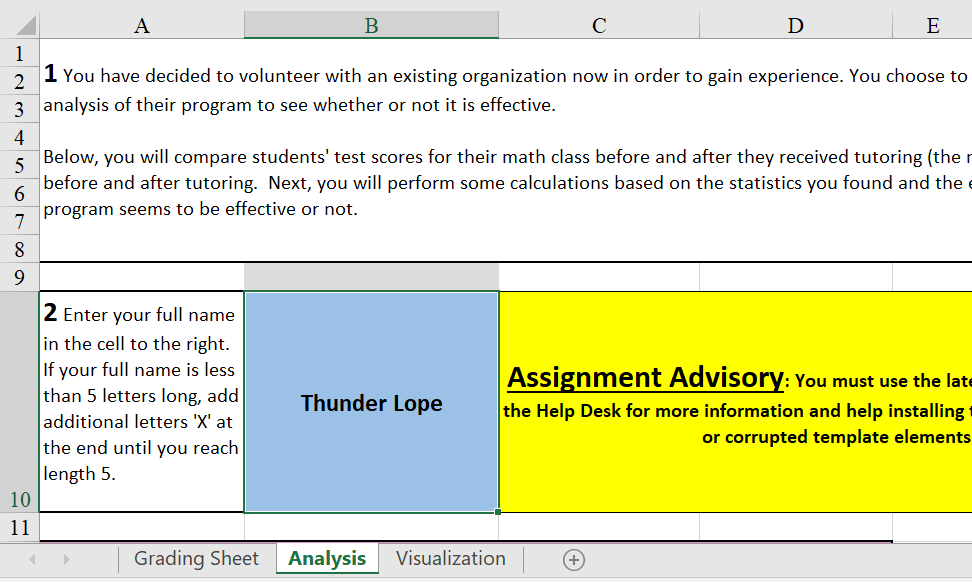 A B C D E
1
2
3
4
5
6
7
8
9
10
11
1 You have decided to volunteer with an existing organization now in order to gain experience. You choose to
analysis of their program to see whether or not it is effective.
Below, you will compare students' test scores for their math class before and after they received tutoring (the
before and after tutoring. Next, you will perform some calculations based on the statistics you found and the
program seems to be effective or not.
2 Enter your full name
in the cell to the right.
If your full name is less
than 5 letters long, add
additional letters 'X' at
the end until you reach
length 5.
Thunder Lope
Assignment Advisory: You must use the late
the Help Desk for more information and help installing
or corrupted template elements
Grading Sheet Analysis Visualization